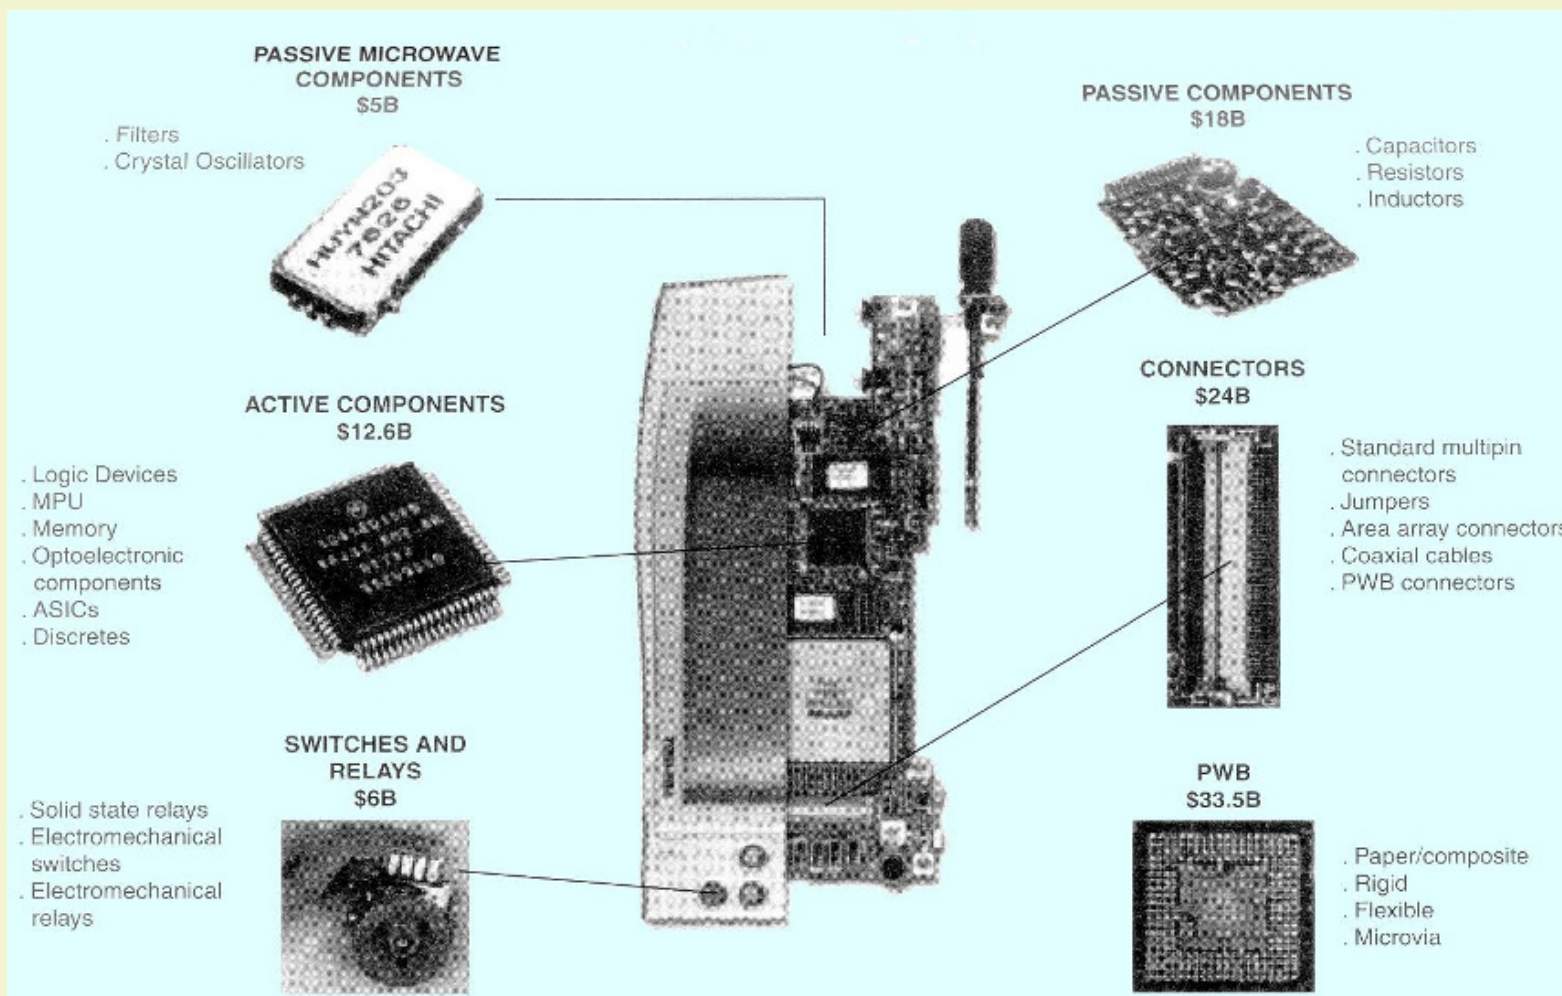 PASSIVE MICROWAVE
COMPONENTS
$5B
. Filters
. Crystal Oscillators
HUYN203
7626
HITACHI
PASSIVE COMPONENTS
$18B
. Capacitors
. Resistors
. Inductors
ACTIVE COMPONENTS
$12.6B
. Logic Devices
. MPU
. Memory
. Optoelectronic
components
. ASICs
. Discretes
CONNECTORS
$24B
. Standard multipin
connectors
. Jumpers
. Area array connectors
. Coaxial cables
. PWB connectors
SWITCHES AND
RELAYS
$6B
. Solid state relays
. Electromechanical
switches
. Electromechanical
relays
PWB
$33.5B
. Paper/composite
. Rigid
. Flexible
. Microvia